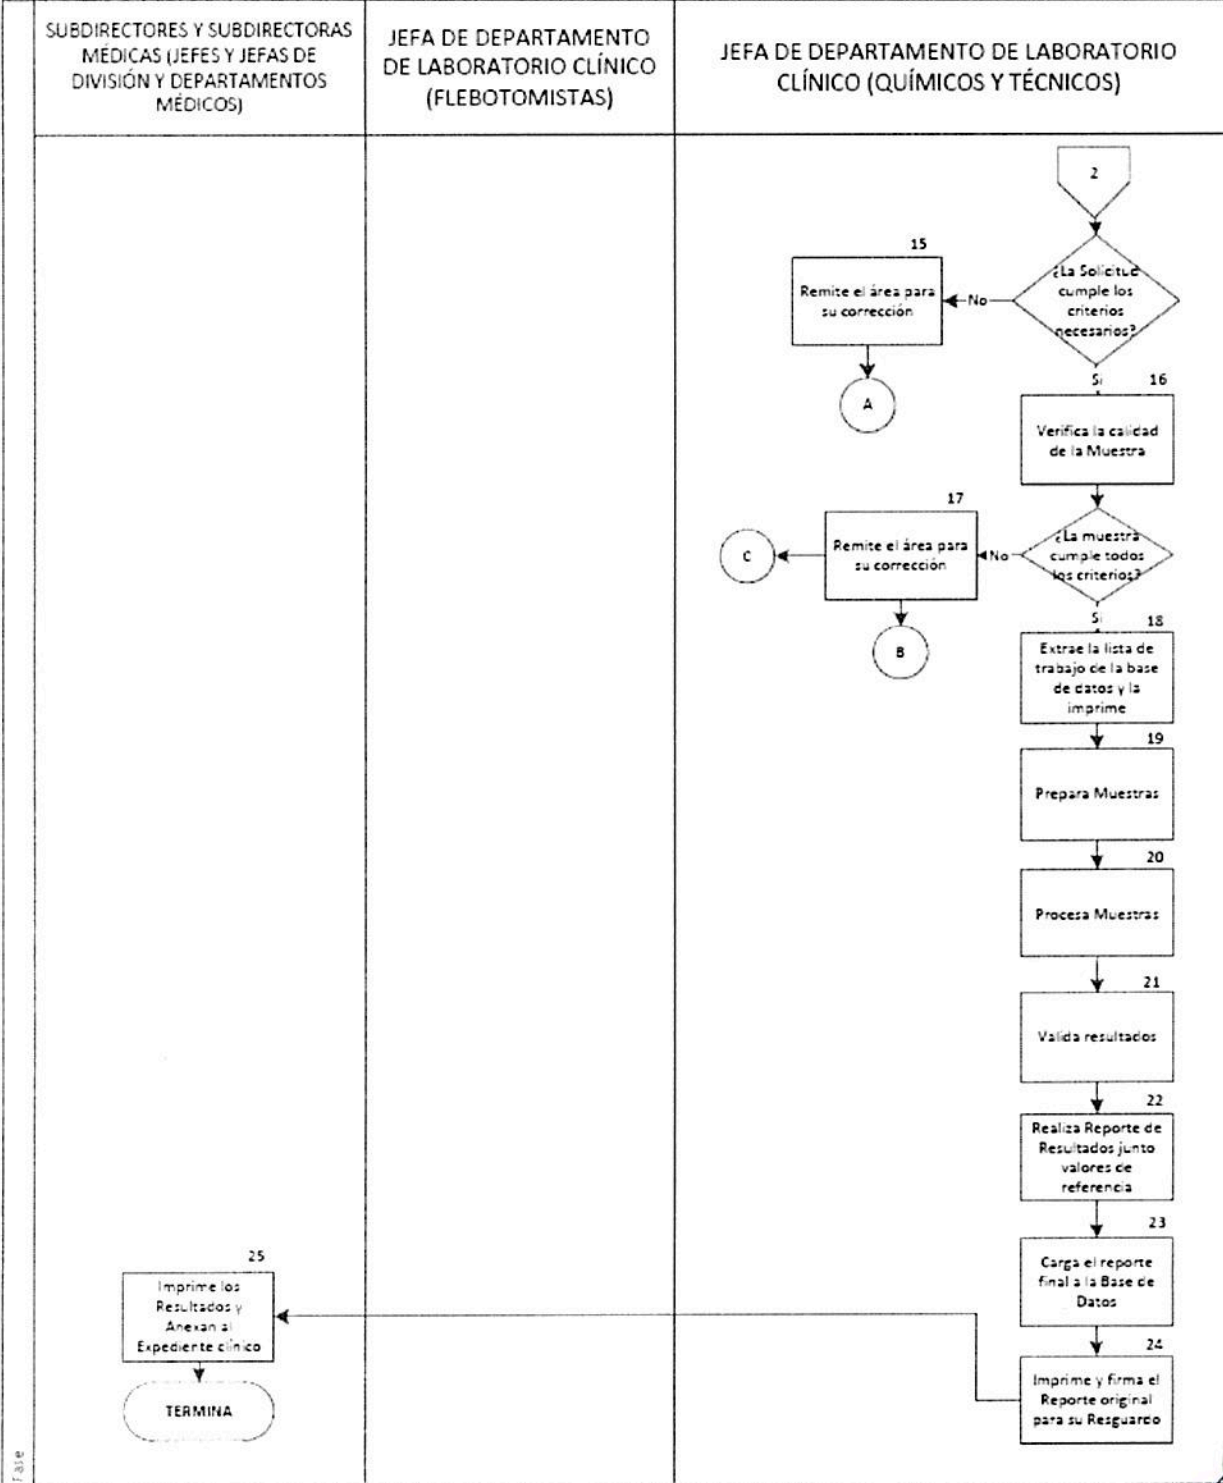 SUBDIRECTORES Y SUBDIRECTORAS
MÉDICAS (JEFES Y JEFAS DE
DIVISIÓN Y DEPARTAMENTOS
MÉDICOS)
JEFA DE DEPARTAMENTO
DE LABORATORIO CLÍNICO
(FLEBOTOMISTAS)
JEFA DE DEPARTAMENTO DE LABORATORIO
CLÍNICO (QUÍMICOS Y TÉCNICOS)
2
¿La Solicitud
cumple los
criterios
necesarios?
No
15
Remite el área para
su corrección
A
Si
16
Verifica la calidad
de la Muestra
¿La muestra
cumple todos
los criterios?
No
17
Remite el área para
su corrección
C
B
Si
18
Extrae la lista de
trabajo de la base
de datos y la
imprime
19
Prepara Muestras
20
Procesa Muestras
21
Valida resultados
22
Realiza Reporte de
Resultados junto
valores de
referencia
23
Carga el reporte
final a la Base de
Datos
24
Imprime y firma el
Reporte original
para su Resguardo
25
Imprime los
Resultados y
Anexan al
Expediente clínico
TERMINA
Fase